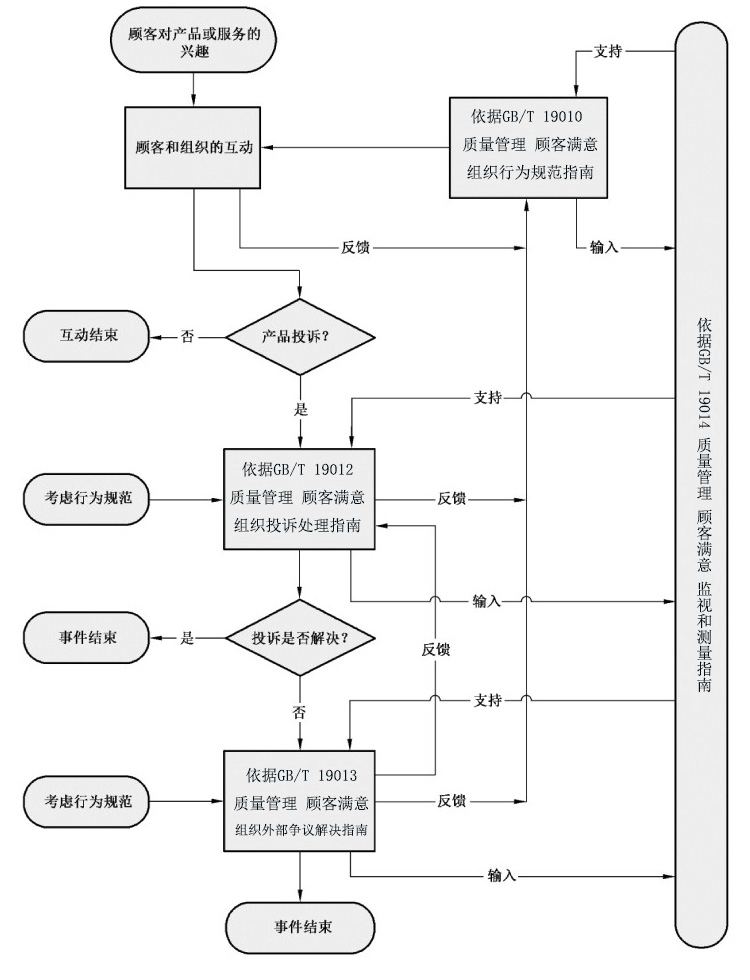 顾客对产品或服务的
兴趣
支持
依据GB/T 19010
质量管理 顾客满意
组织行为规范指南
顾客和组织的互动
反馈
输入
互动结束
否
产品投诉？
是
支持
依据GB/T 19012
质量管理 顾客满意
组织投诉处理指南
考虑行为规范
反馈
输入
事件结束
是
投诉是否解决？
反馈
否
支持
依据GB/T 19013
质量管理 顾客满意
组织外部争议解决指南
考虑行为规范
反馈
输入
事件结束
依据GB/T 19014 质量管理 顾客满意 监视和测量指南